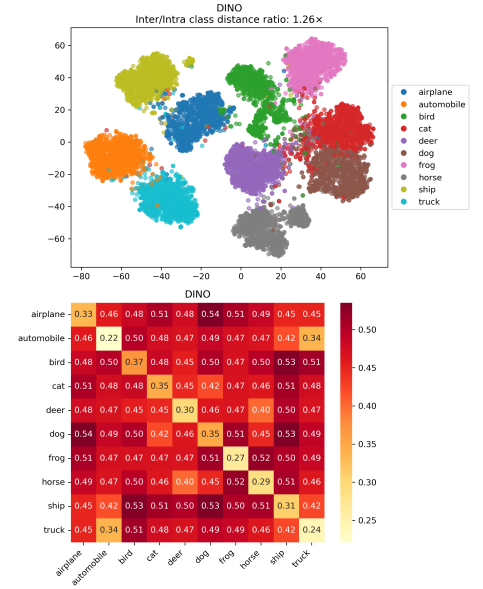 DINO
Inter/Intra class distance ratio: 1.26×
60
40
20
0
−20
−40
−60
−80 −60 −40 −20 0 20 40 60
airplane
automobile
bird
cat
deer
dog
frog
horse
ship
truck
DINO
airplane 0.33 0.46 0.48 0.51 0.48 0.54 0.51 0.49 0.45 0.45
automobile 0.46 0.22 0.50 0.48 0.47 0.49 0.47 0.47 0.42 0.34
bird 0.48 0.50 0.37 0.48 0.45 0.50 0.47 0.50 0.53 0.51
cat 0.51 0.48 0.48 0.35 0.45 0.42 0.47 0.46 0.51 0.48
deer 0.48 0.47 0.45 0.45 0.30 0.46 0.47 0.40 0.50 0.47
dog 0.54 0.49 0.50 0.42 0.46 0.35 0.51 0.45 0.53 0.49
frog 0.51 0.47 0.47 0.47 0.47 0.51 0.27 0.52 0.50 0.49
horse 0.49 0.47 0.50 0.46 0.40 0.45 0.52 0.29 0.51 0.46
ship 0.45 0.42 0.53 0.51 0.50 0.53 0.50 0.51 0.31 0.42
truck 0.45 0.34 0.51 0.48 0.47 0.49 0.49 0.46 0.42 0.24
airplane automobile bird cat deer dog frog horse ship truck
0.50
0.45
0.40
0.35
0.30
0.25